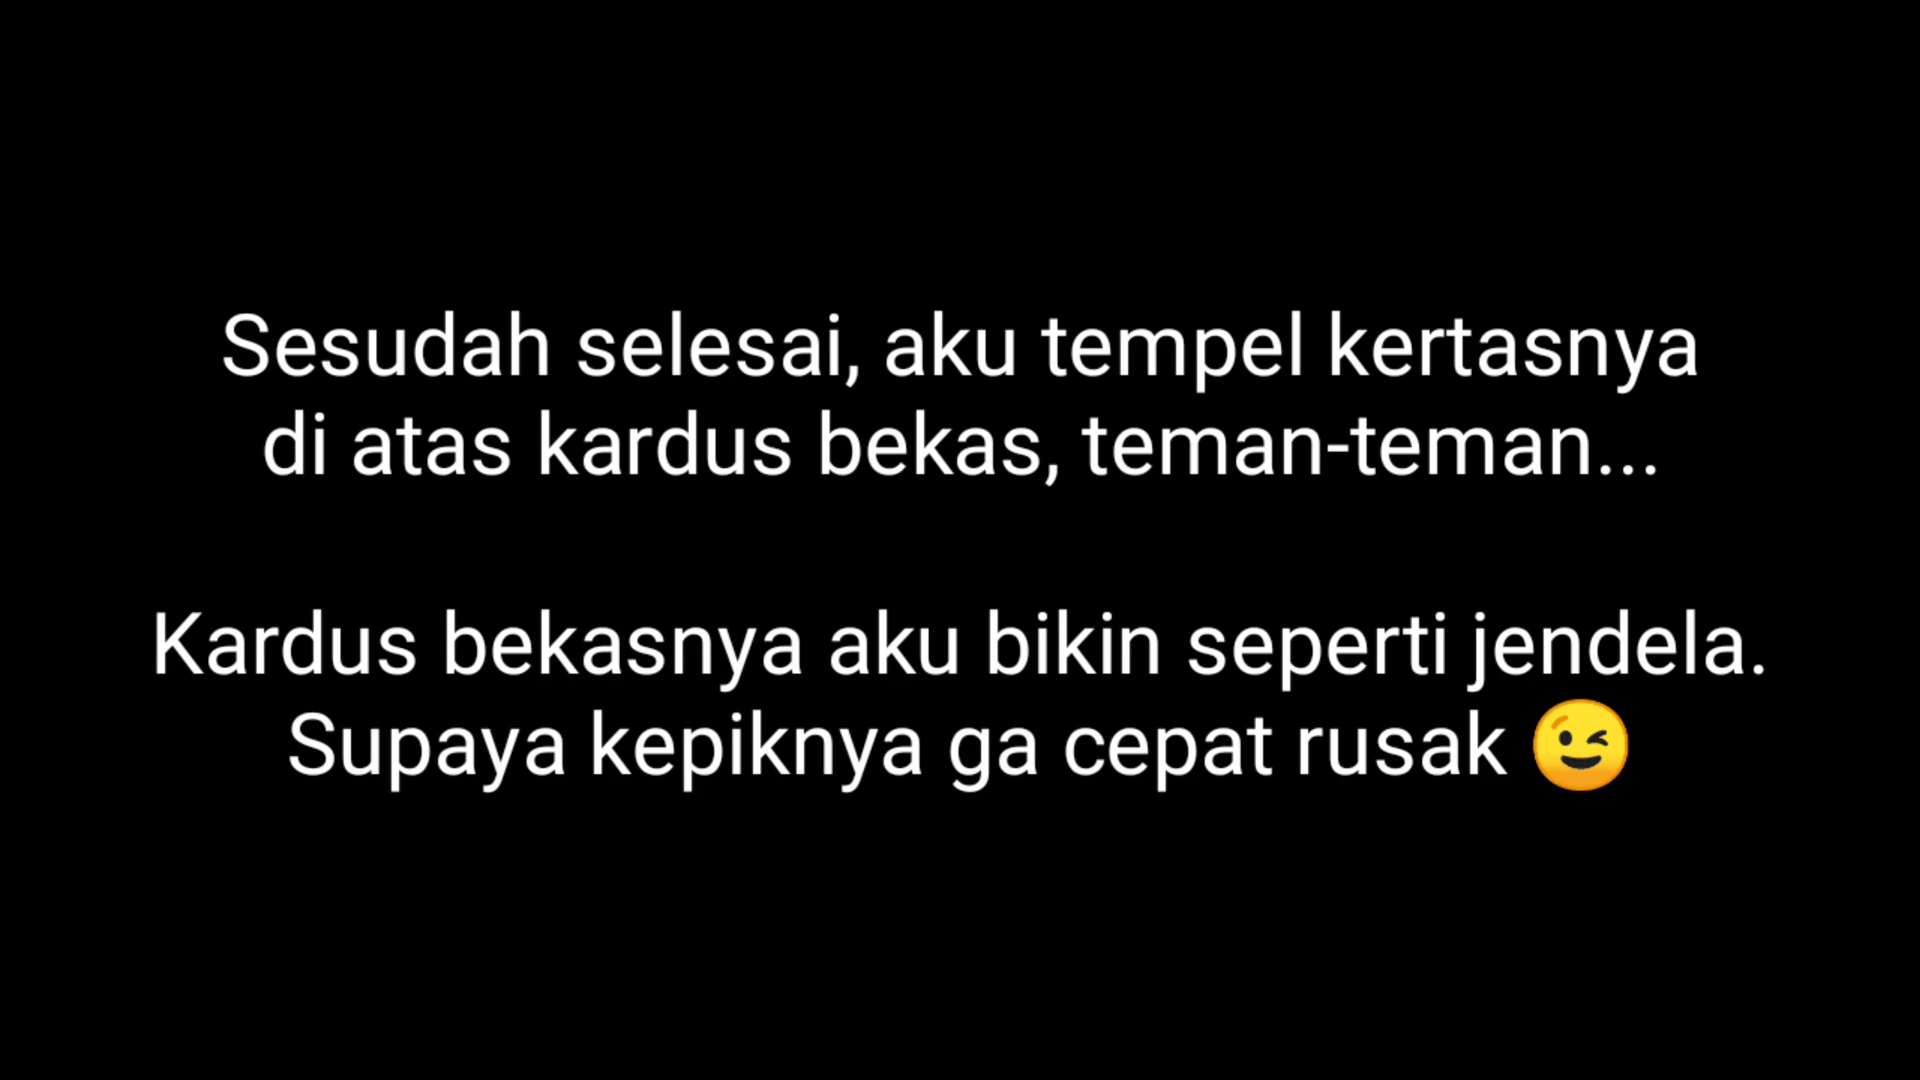 Sesudah selesai, aku tempel kertasnya
di atas kardus bekas, teman-teman...
Kardus bekasnya aku bikin seperti jendela.
Supaya kepiknya ga cepat rusak 😉